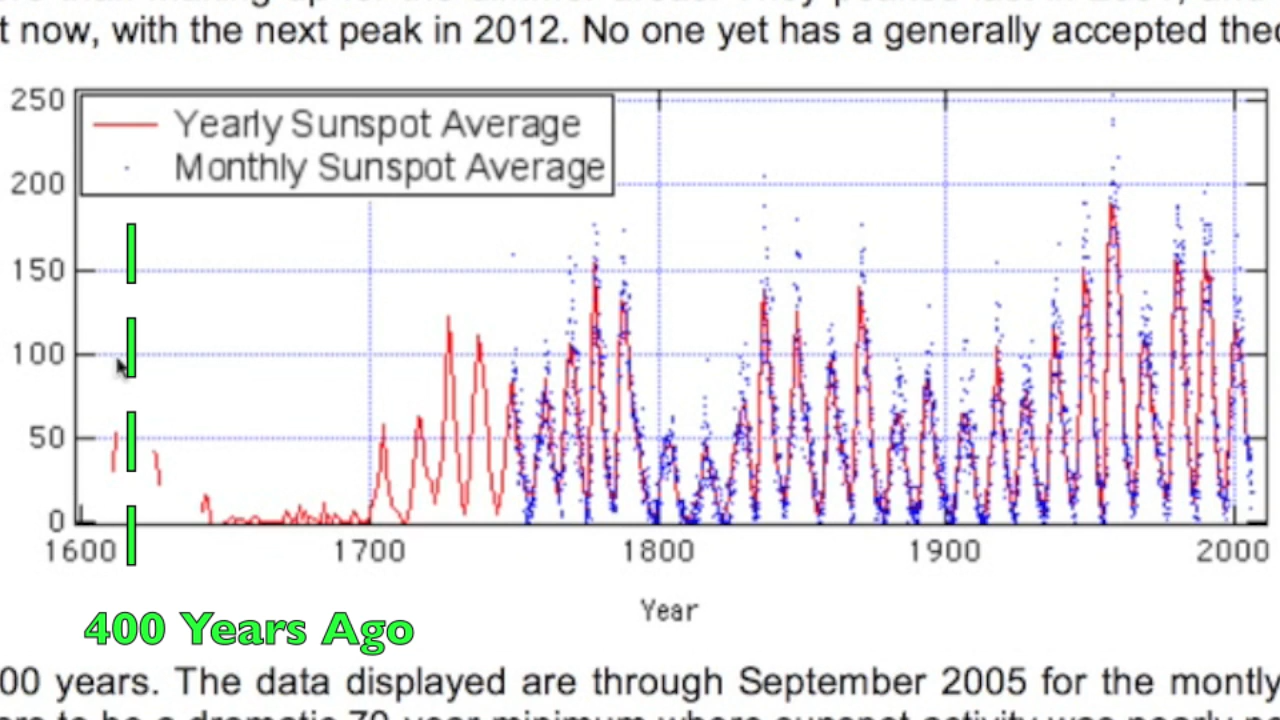 t now, with the next peak in 2012. No one yet has a generally accepted
250
Yearly Sunspot Average
Monthly Sunspot Average
200
150
100
50
0
1600 1700 1800 1900 2000
Year
400 Years Ago
00 years. The data displayed are through September 2005 for the montly